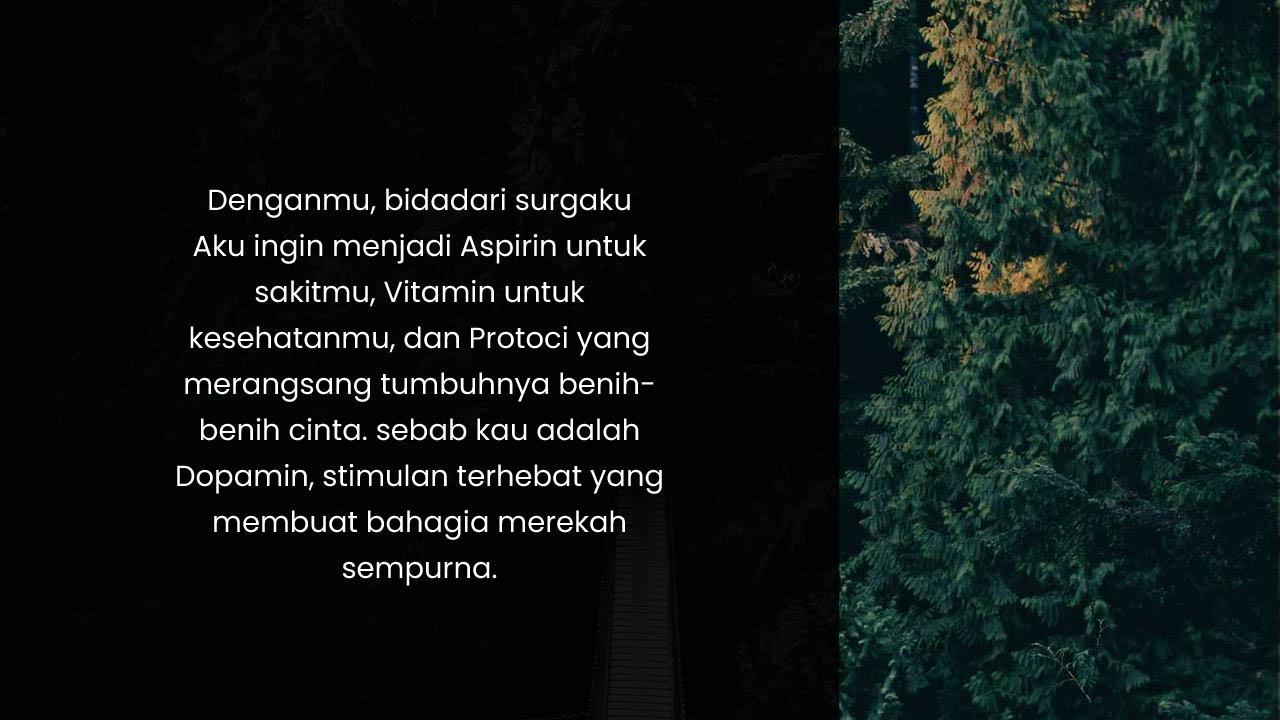 Denganmu, bidadari surgaku
Aku ingin menjadi Aspirin untuk
sakitmu, Vitamin untuk
kesehatanmu, dan Protoci yang
merangsang tumbuhnya benih-
benih cinta. sebab kau adalah
Dopamin, stimulan terhebat yang
membuat bahagia merekah
sempurna.